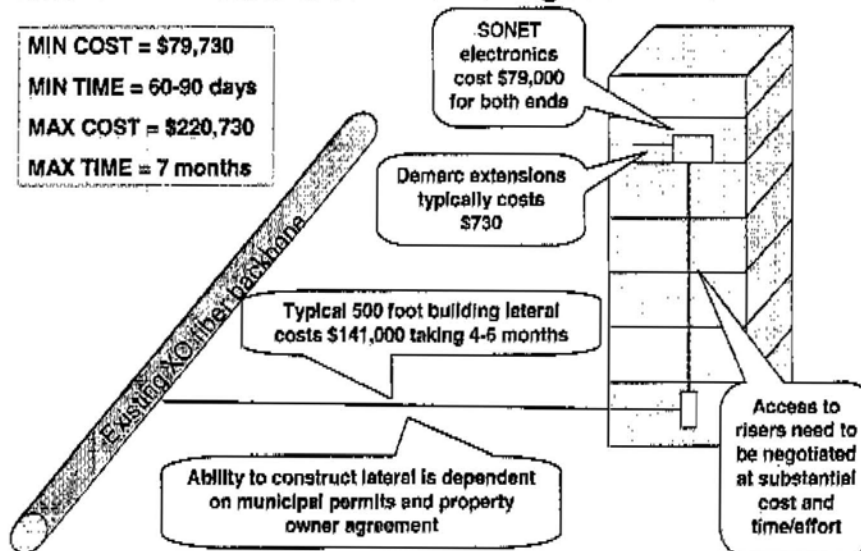 MIN COST = $79,730
MIN TIME = 60-90 days
MAX COST = $220,730
MAX TIME = 7 months
SONET
electronics
cost $79,000
for both ends
Demarc extensions
typically costs
$730
Existing XO fiber backbone
Typical 500 foot building lateral
costs $141,000 taking 4-6 months
Ability to construct lateral is dependent
on municipal permits and property
owner agreement
Access to
risers need to
be negotiated
at substantial
cost and
time/effort